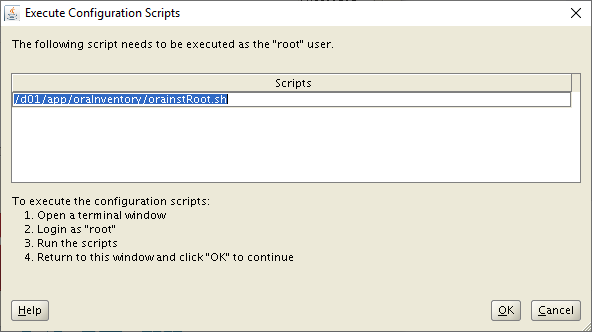 Execute Configuration Scripts
The following script needs to be executed as the "root" user.
Scripts
/d01/app/oraInventory/orainstRoot.sh
To execute the configuration scripts:
1. Open a terminal window
2. Login as "root"
3. Run the scripts
4. Return to this window and click "OK" to continue
Help
OK
Cancel